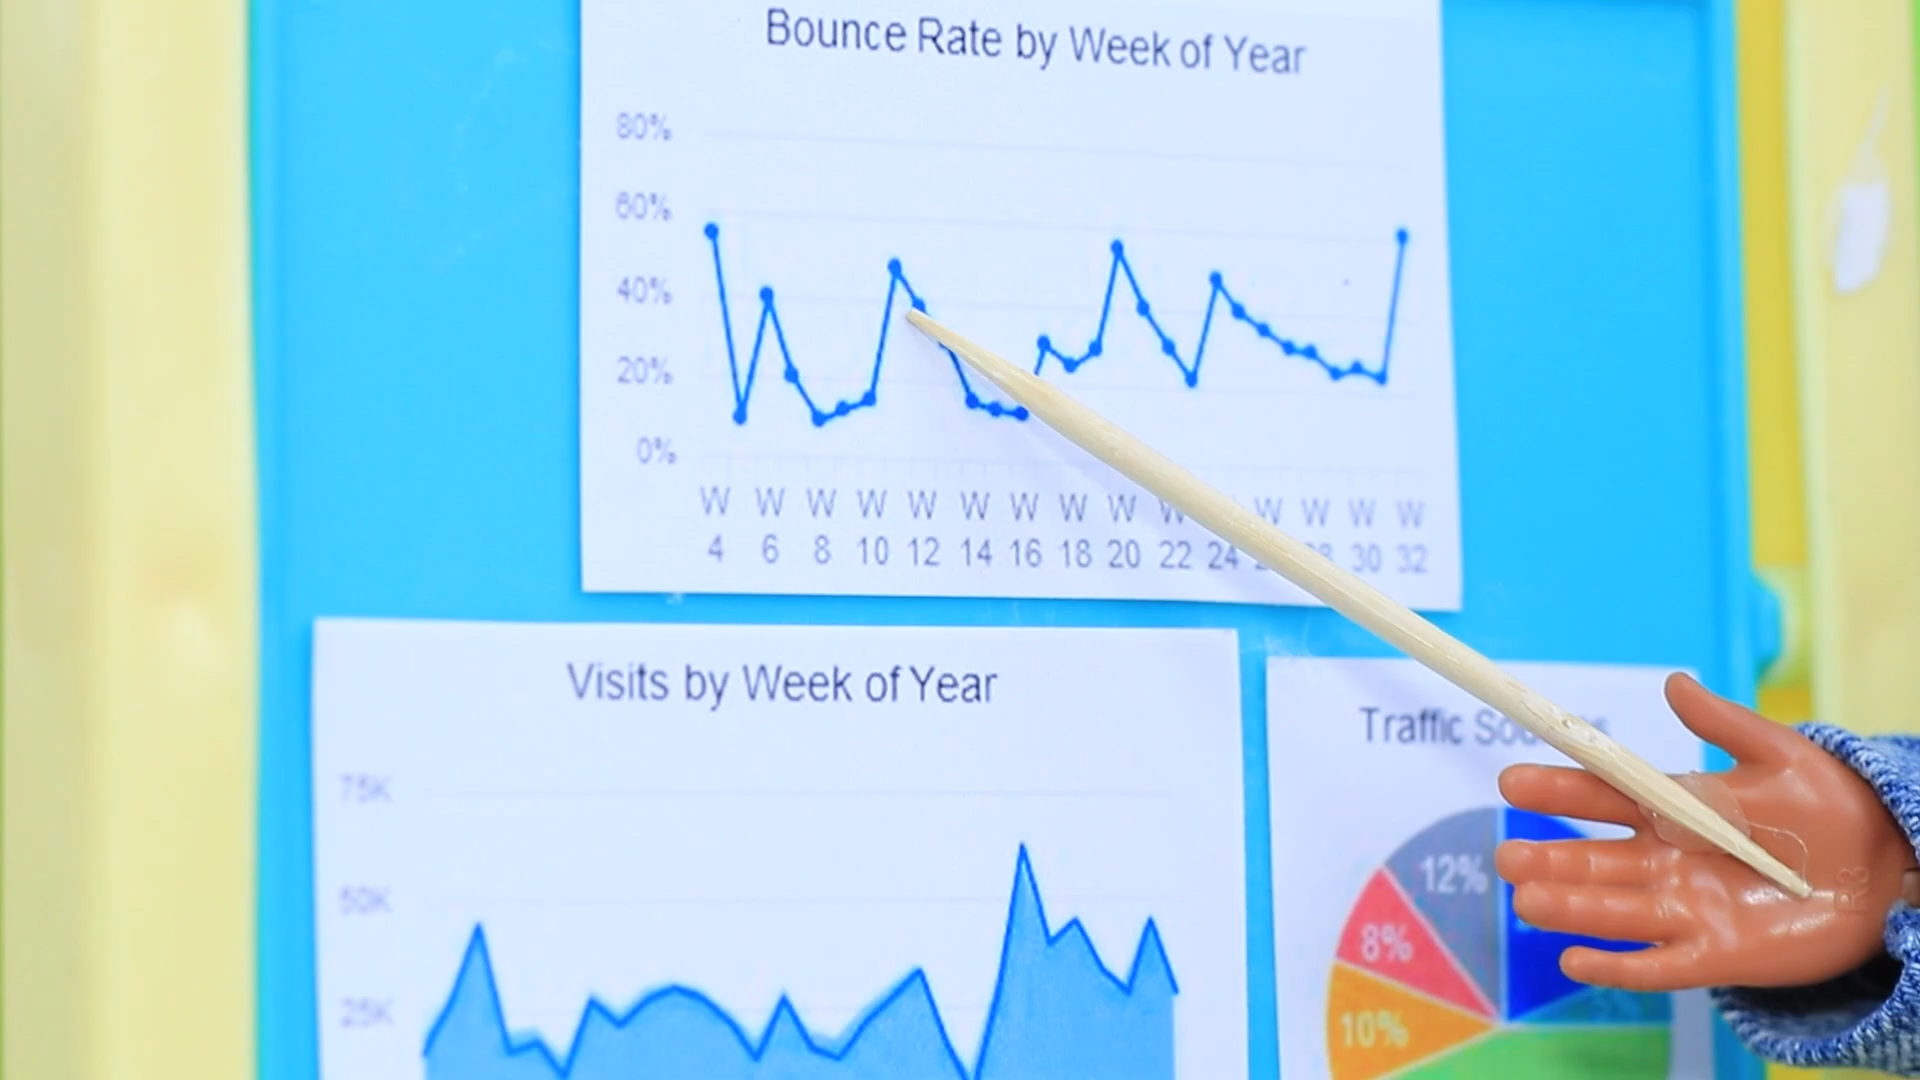 Bounce Rate by Week of Year
80%
60%
40%
20%
0%
W W W W W W W W W W W W W W
4 6 8 10 12 14 16 18 20 22 24 30 32
Visits by Week of Year
75K
50K
25K
Traffic
12%
8%
10%
R3